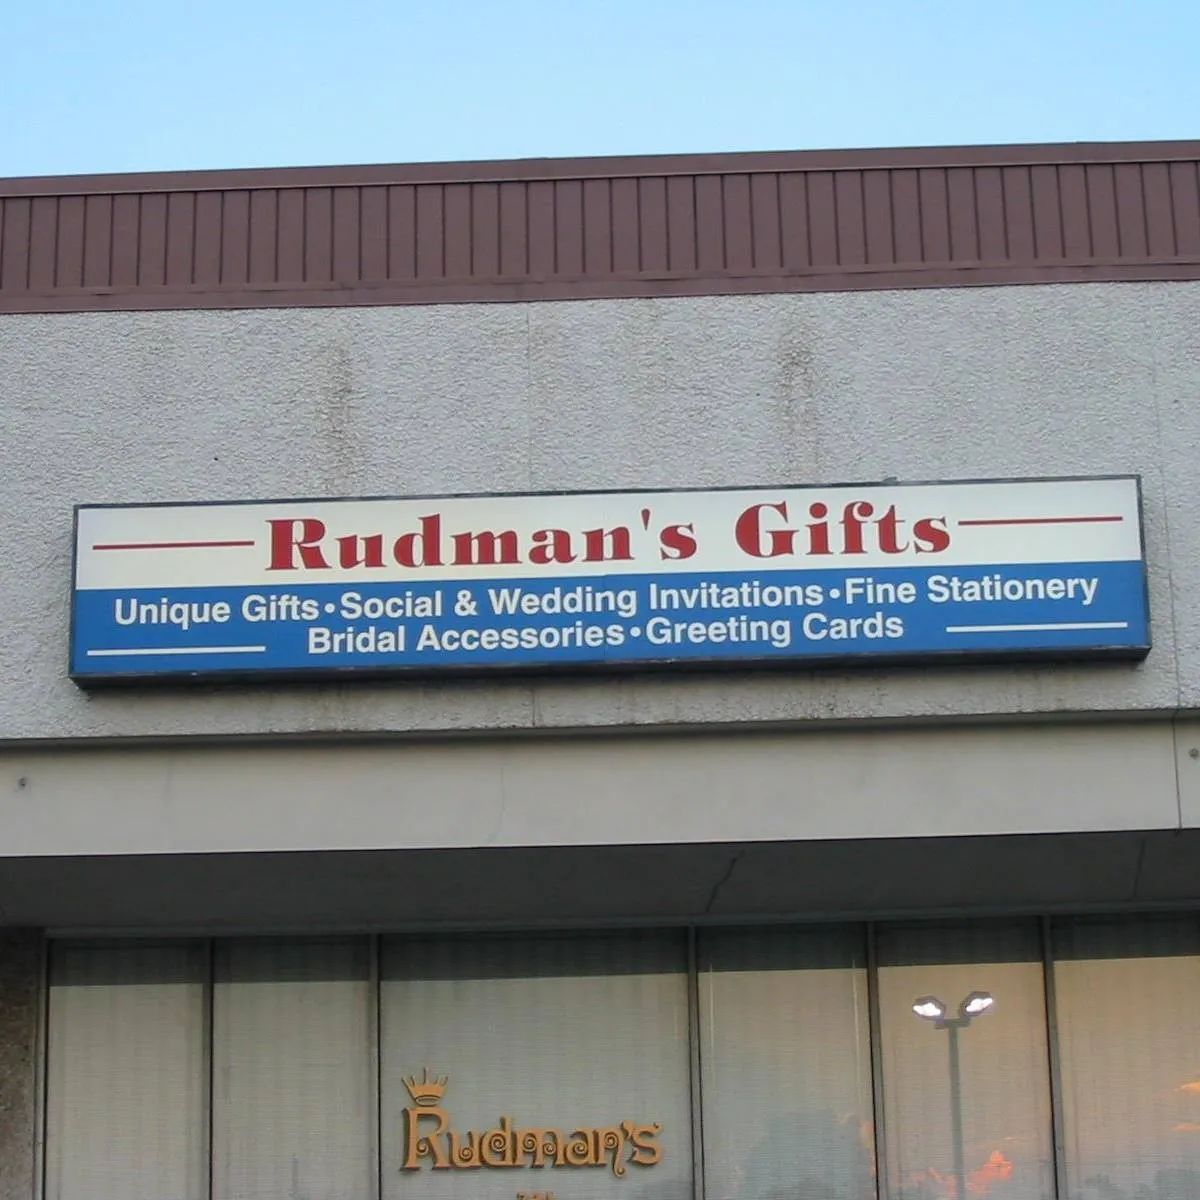 Rudman's Gifts
Unique Gifts•Social & Wedding Invitations•Fine Stationery
Bridal Accessories•Greeting Cards
Rudman's